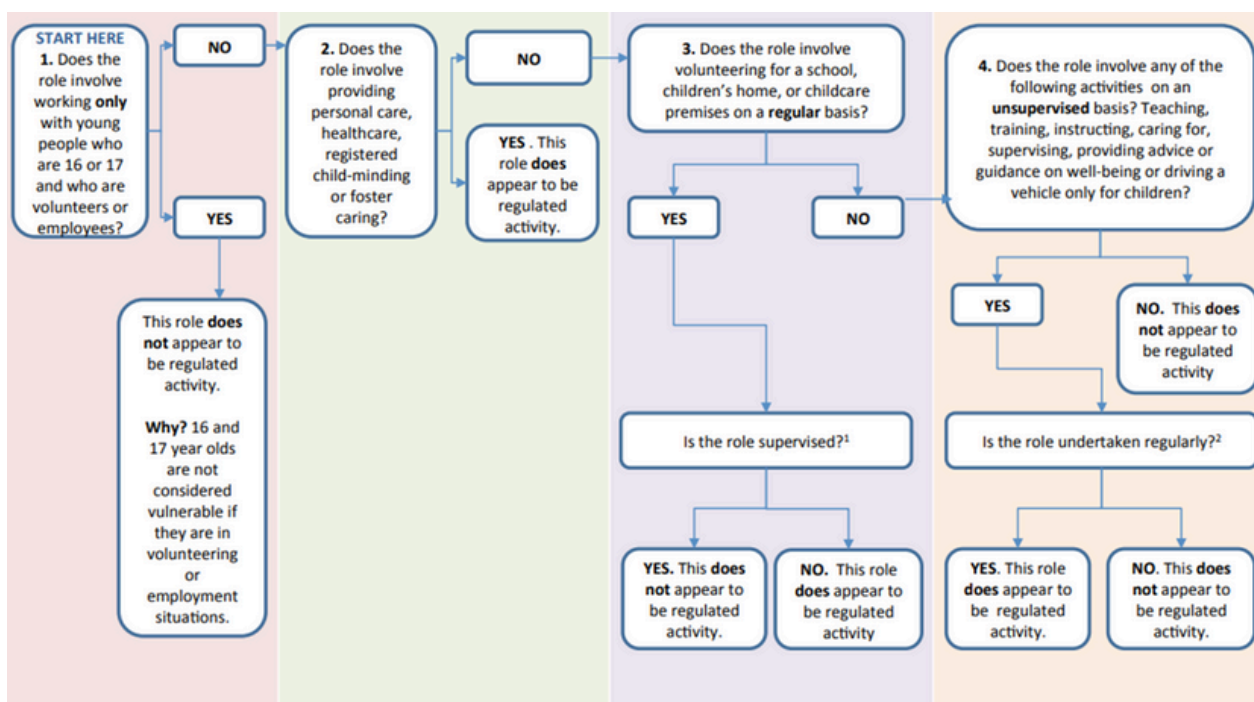 START HERE
1. Does the
role involve
working only
with young
people who
are 16 or 17
and who are
volunteers or
employees?
NO
YES
This role does
not appear to
be regulated
activity.
Why? 16 and
17 year olds
are not
considered
vulnerable if
they are in
volunteering
or
employment
situations.
2. Does the
role involve
providing
personal care,
healthcare,
registered
child-minding
or foster
caring?
NO
YES . This
role does
appear to be
regulated
activity.
3. Does the role involve
volunteering for a school,
children’s home, or childcare
premises on a regular basis?
YES
NO
Is the role supervised?¹
YES. This does
not appear to
be regulated
activity.
NO. This role
does appear to
be regulated
activity
4. Does the role involve any of the
following activities on an
unsupervised basis? Teaching,
training, instructing, caring for,
supervising, providing advice or
guidance on well-being or driving a
vehicle only for children?
YES
NO. This does
not appear to
be regulated
activity
Is the role undertaken regularly?²
YES. This role
does appear to
be regulated
activity.
NO. This does
not appear to
be regulated
activity.